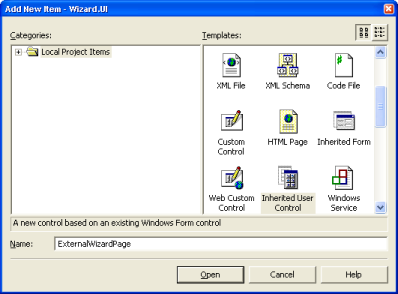 Add New Item - Wizard.UI
Categories:
Templates:
Local Project Items
XML File
XML Schema
Code File
Custom Control
HTML Page
Inherited Form
Web Custom Control
Inherited User Control
Windows Service
A new control based on an existing Windows Form control
Name:
ExternalWizardPage
Open
Cancel
Help